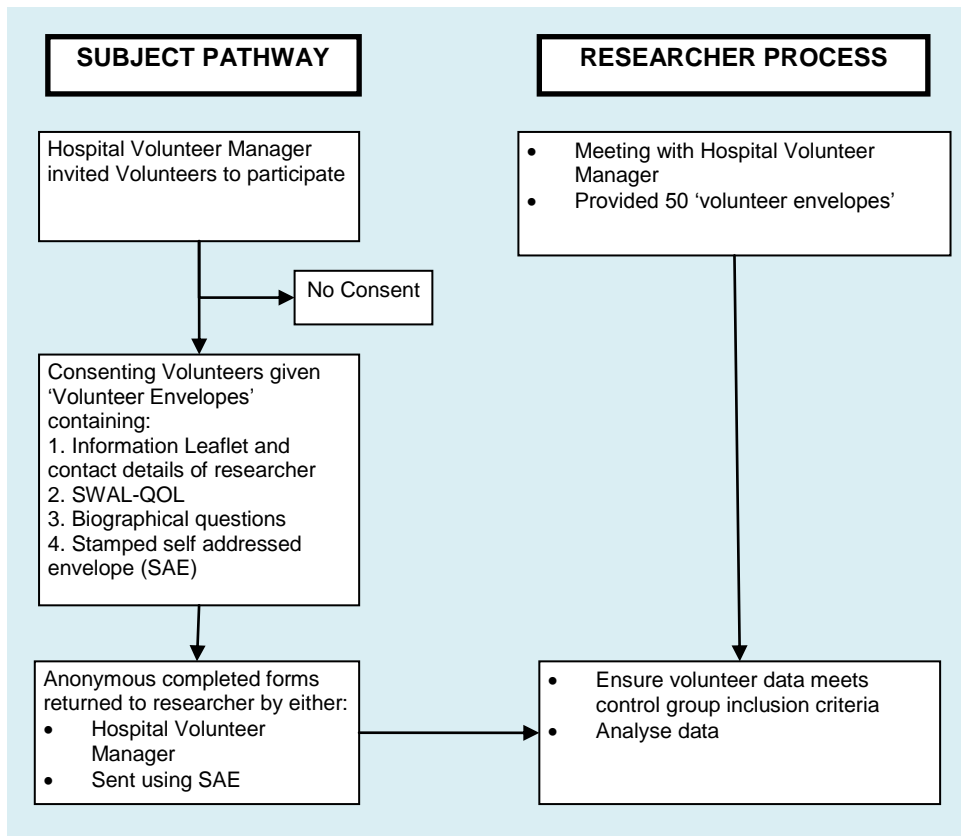 SUBJECT PATHWAY
RESEARCHER PROCESS
Hospital Volunteer Manager
invited Volunteers to participate
• Meeting with Hospital Volunteer
Manager
• Provided 50 ‘volunteer envelopes’
No Consent
Consenting Volunteers given
‘Volunteer Envelopes’
containing:
1. Information Leaflet and
contact details of researcher
2. SWAL-QOL
3. Biographical questions
4. Stamped self addressed
envelope (SAE)
Anonymous completed forms
returned to researcher by either:
• Hospital Volunteer
Manager
• Sent using SAE
• Ensure volunteer data meets
control group inclusion criteria
• Analyse data